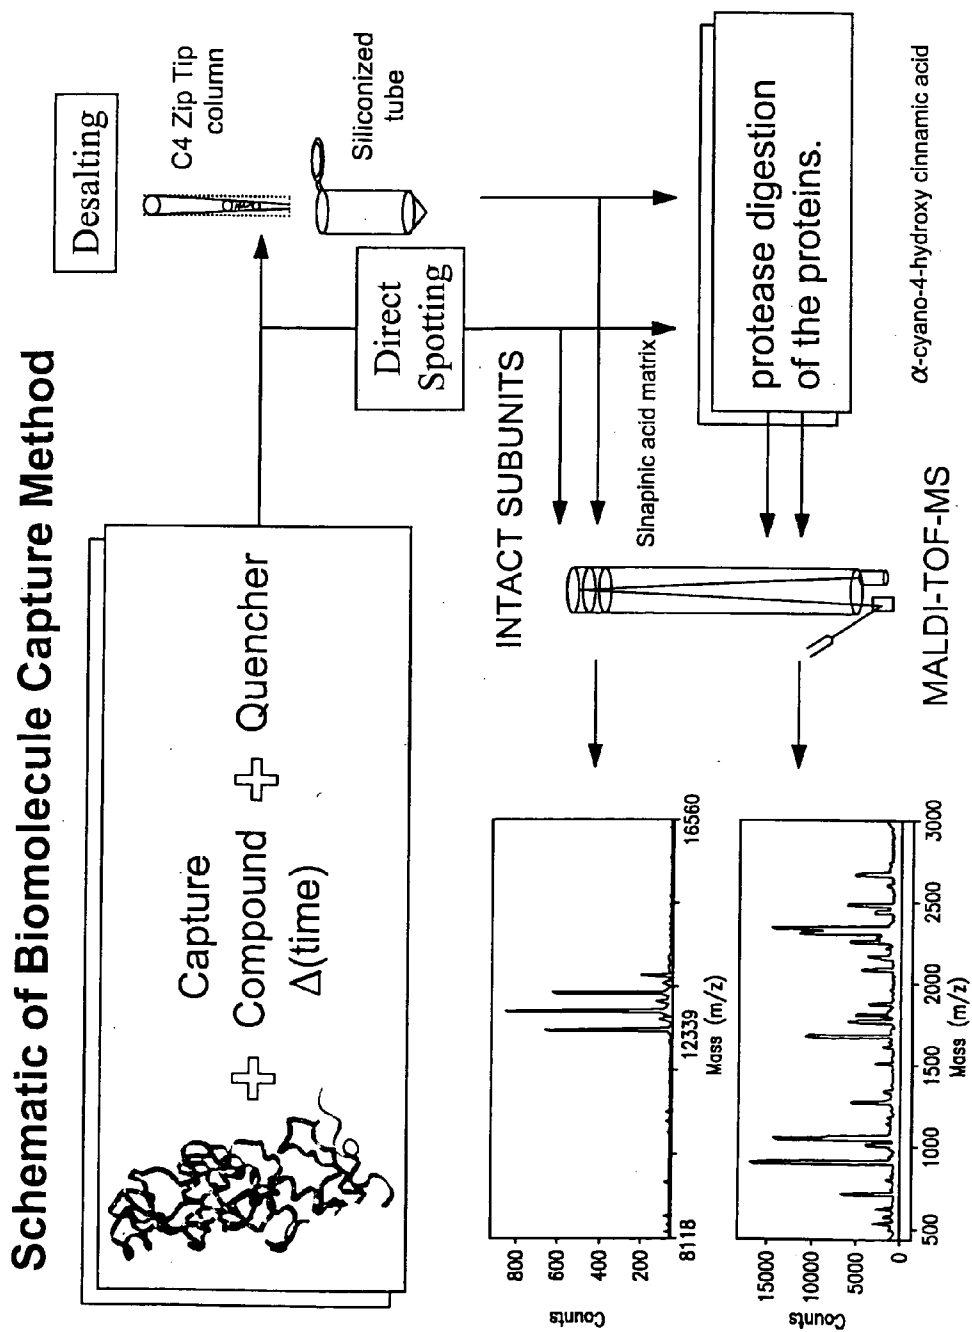 Schematic of Biomolecule Capture Method
Capture
+ Compound + Quencher
Δ(time)
Desalting
C4 Zip Tip
column
Siliconized
tube
Direct
Spotting
INTACT SUBUNITS
Sinapinic acid matrix
protease digestion
of the proteins.
α-cyano-4-hydroxy cinnamic acid
MALDI-TOF-MS
Counts
800
600
400
200
8118
12339
16560
Mass (m/z)
Counts
15000
10000
5000
0
500
1000
1500
2000
2500
3000
Mass (m/z)